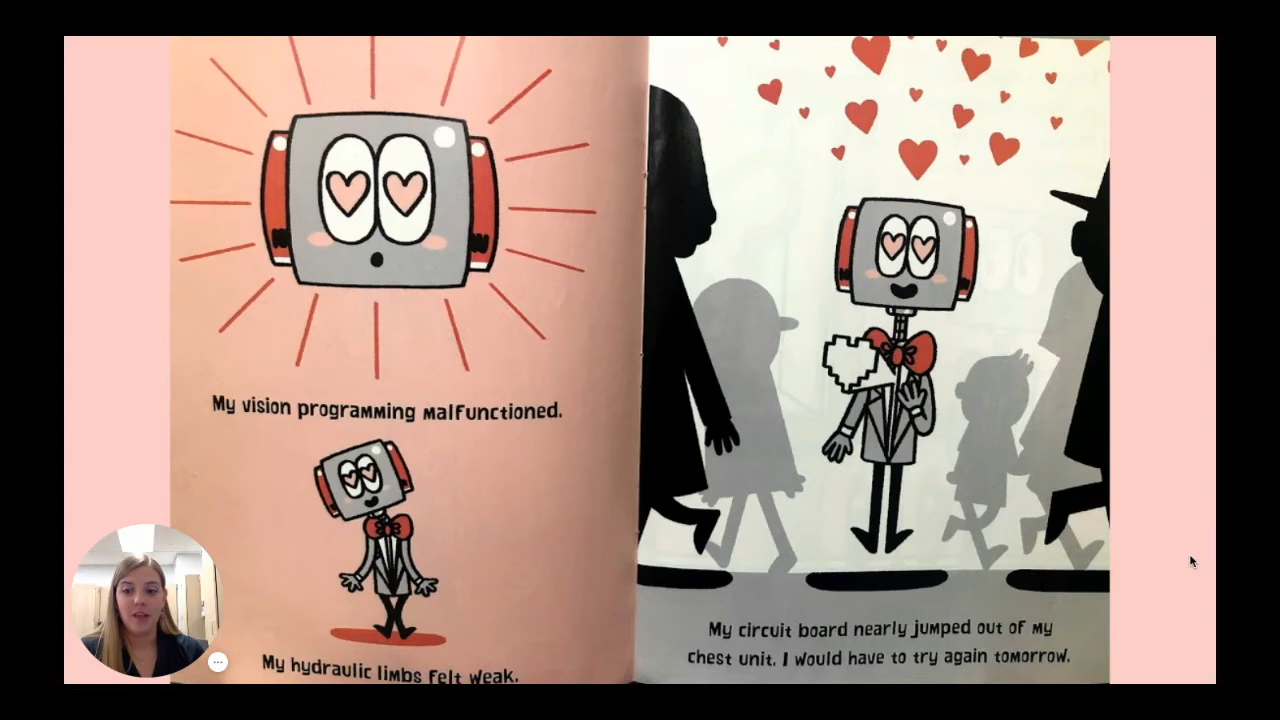 My vision programming malfunctioned.
My hydraulic limbs felt weak.
My circuit board nearly jumped out of my
chest unit. I would have to try again tomorrow.